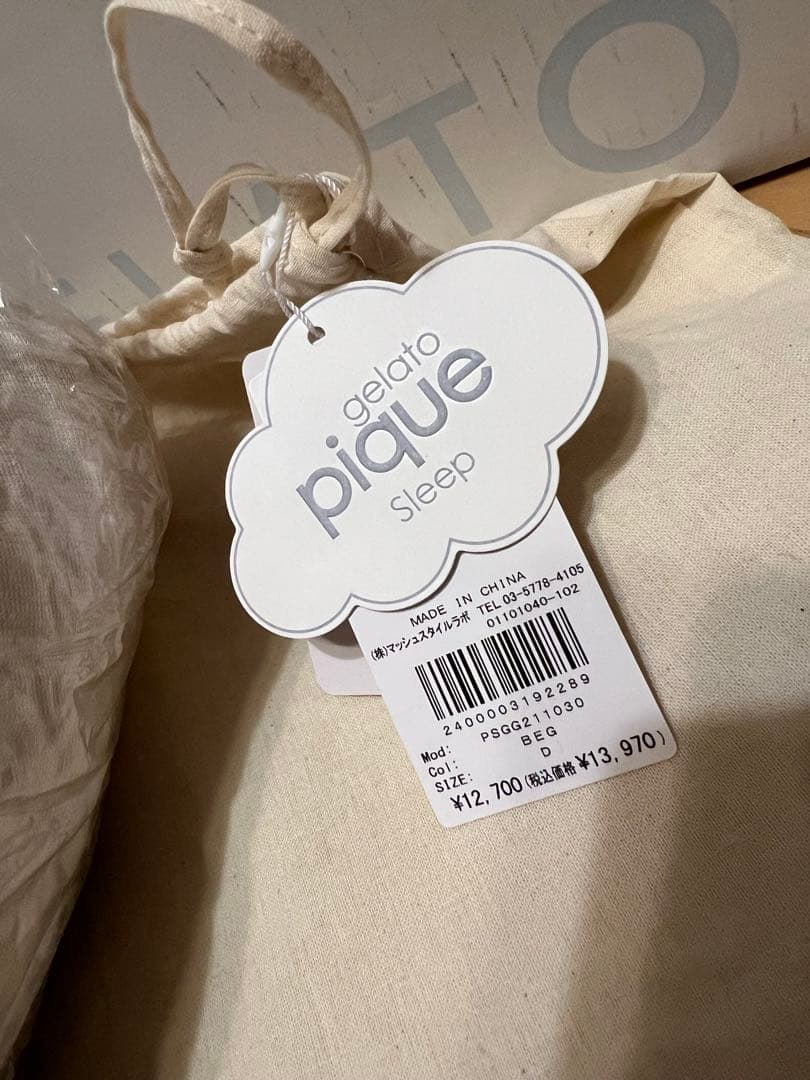 LATO
gelato
pique
Sleep
MADE IN CHINA
(株)マッシュスタイルラボ TEL 03-5778-4105
01101040-102
2400003192289
Mod: PSGG211030
Col: BEG
SIZE: D
¥12,700(税込価格¥13,970)